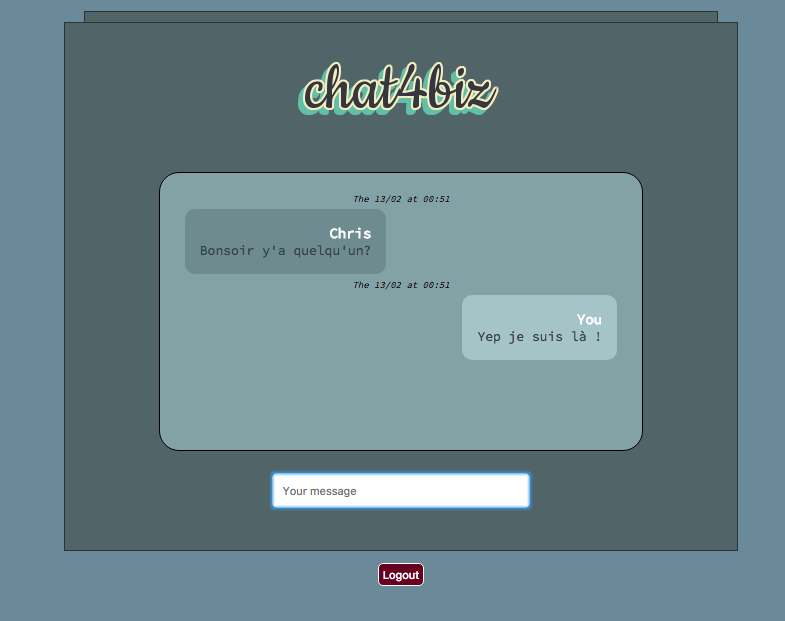 chat4biz
The 13/02 at 00:51
Chris
Bonsoir y'a quelqu'un?
The 13/02 at 00:51
You
Yep je suis là !
Your message
Logout